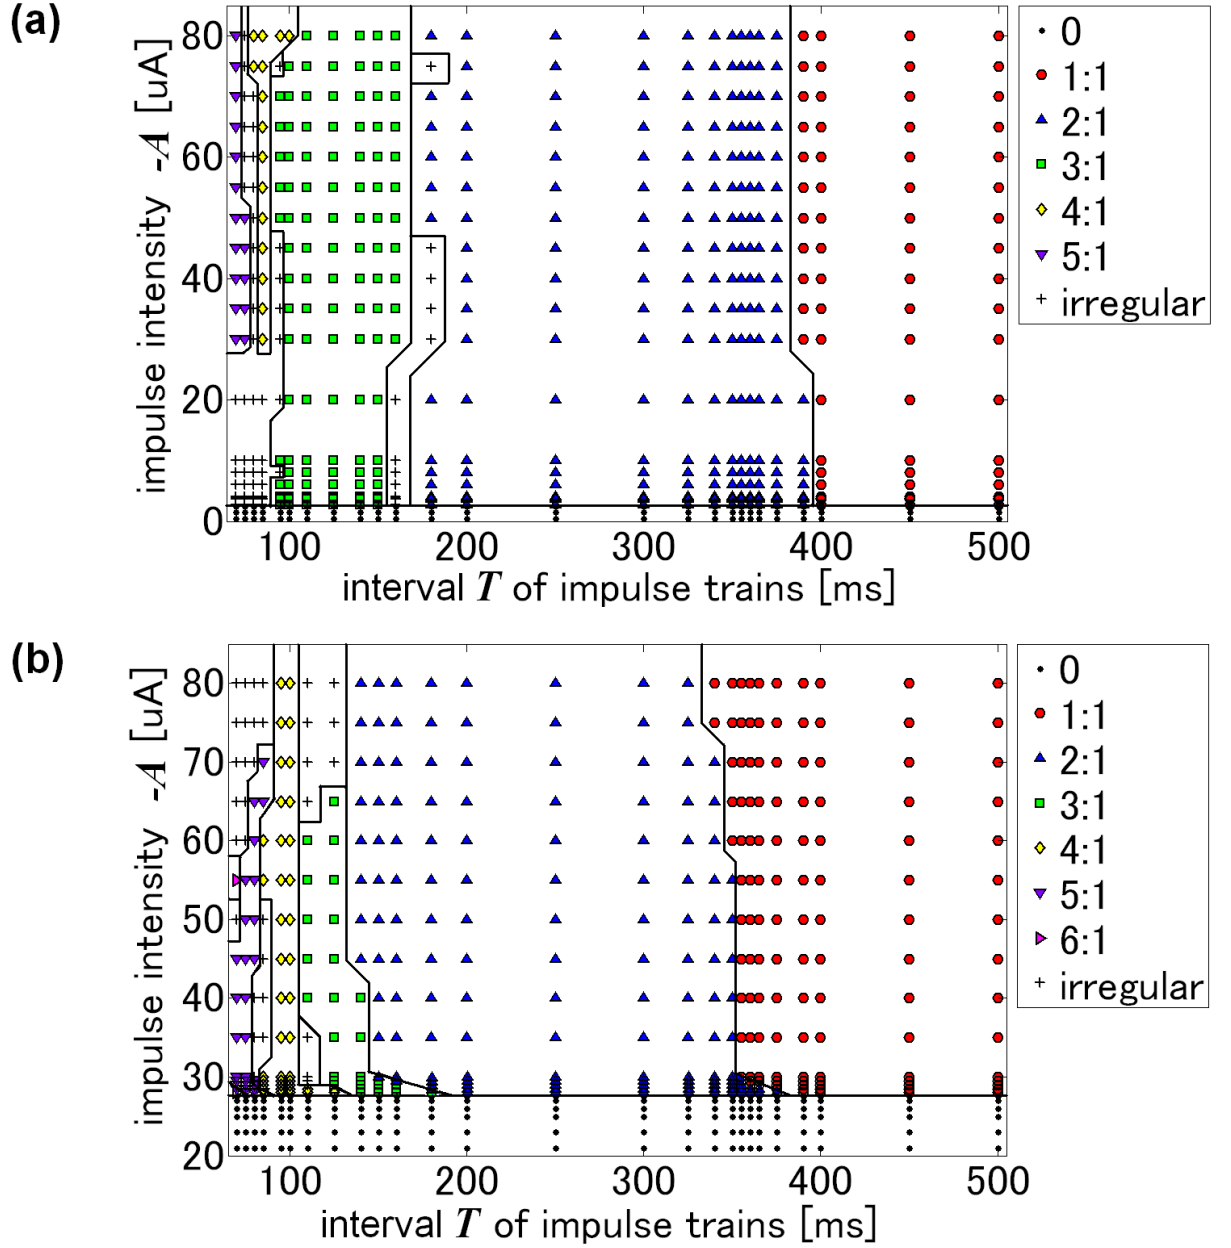 (a)
impulse intensity -A [uA]
80
60
40
20
0
100 200 300 400 500
interval T of impulse trains [ms]
0
1:1
2:1
3:1
4:1
5:1
irregular
(b)
impulse intensity -A [uA]
80
70
60
50
40
30
20
100 200 300 400 500
interval T of impulse trains [ms]
0
1:1
2:1
3:1
4:1
5:1
6:1
irregular